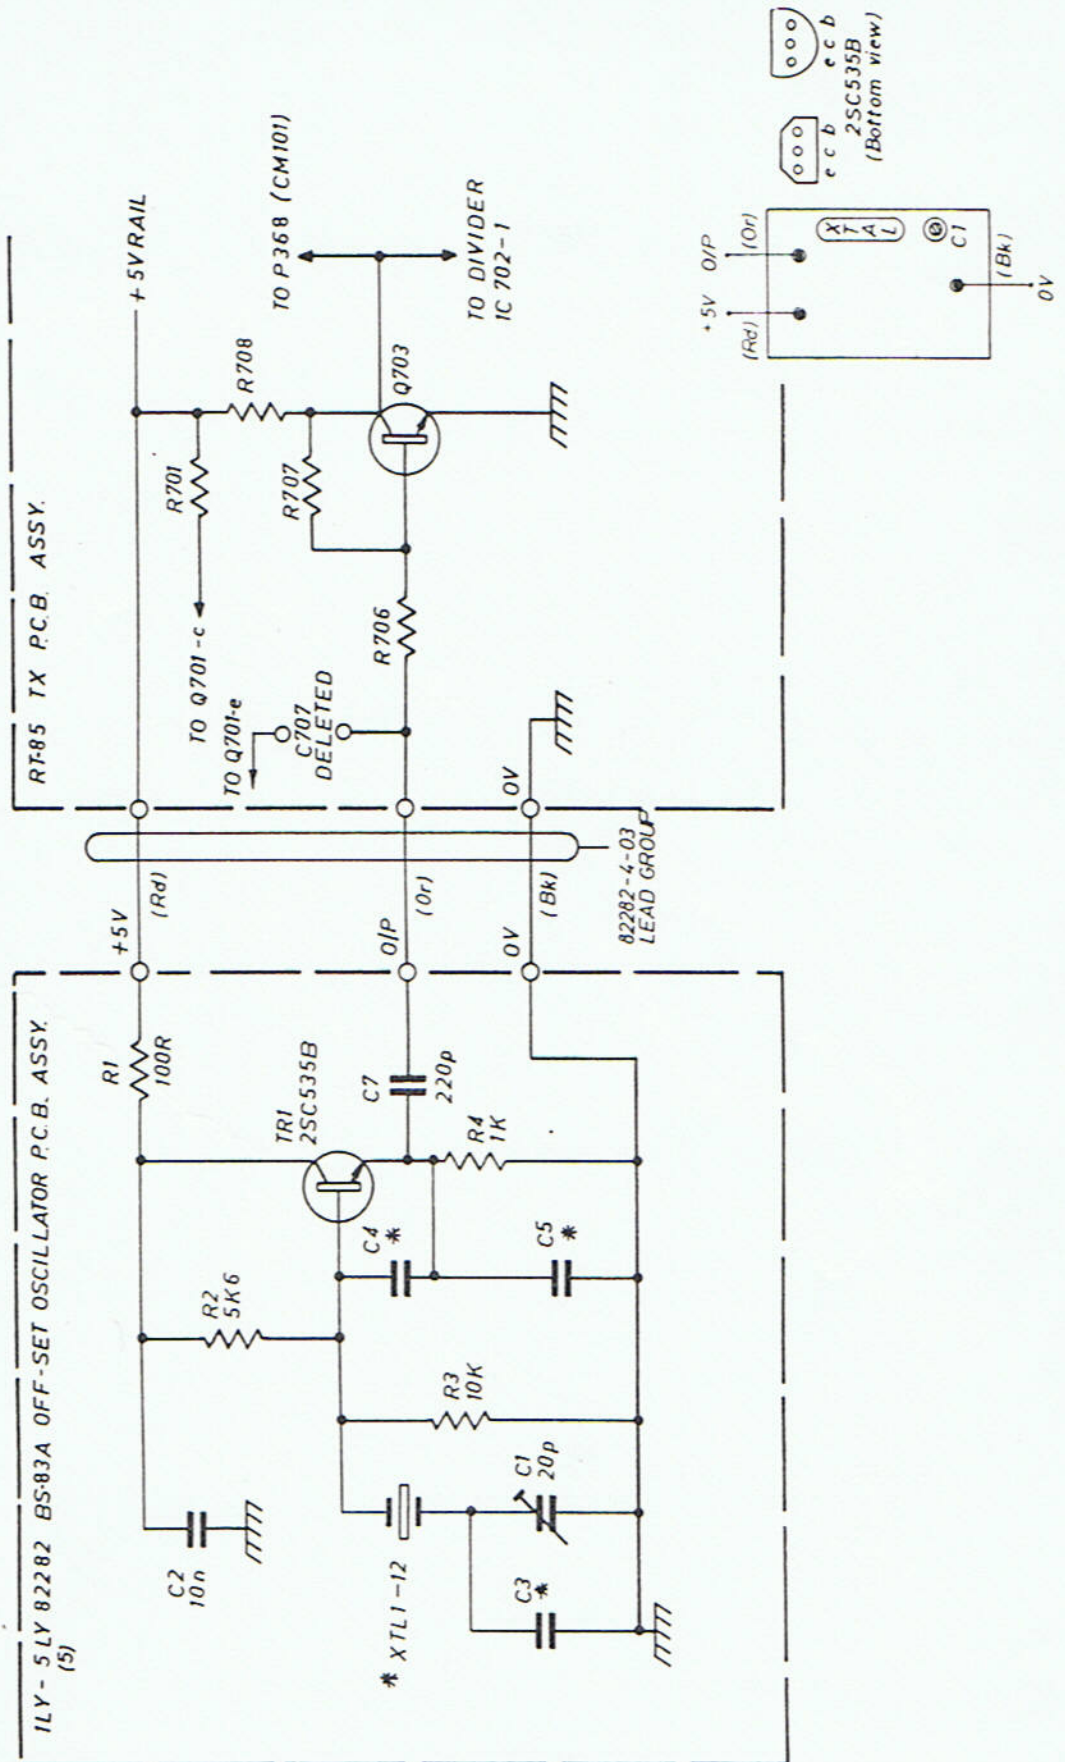 1LY - 5LY 82282 BS-83A OFF-SET OSCILLATOR P.C.B. ASSY.
(5)
RT-85 TX P.C.B. ASSY.
R1
100R
+5V
(Rd)
+5V RAIL
C2
10n
R2
5K6
TR1
2SC535B
C4
*
C7
220p
O/P
(Or)
TO Q701-c
R701
R708
TO Q701-e
C707
DELETED
R707
R706
Q703
TO P368 (CM101)
TO DIVIDER
IC 702-1
* XTL1-12
R3
10K
C3
*
C1
20p
C5
*
R4
1K
0V
(Bk)
0V
82282-4-03
LEAD GROUP
+5V
(Rd)
O/P
(Or)
XTAL
C1
(Bk)
0V
e c b
e c b
2SC535B
(Bottom view)